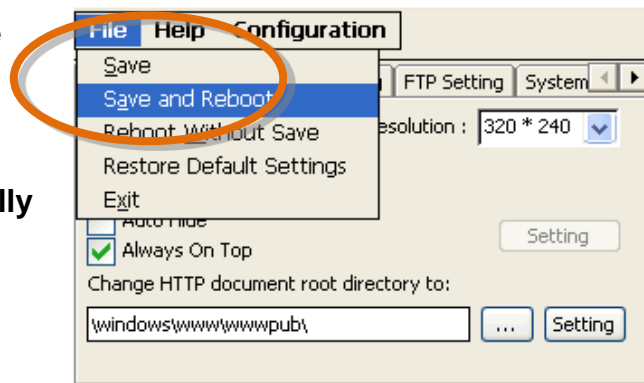 File Help Configuration
Save
Save and Reboot
Reboot Without Save
Restore Default Settings
Exit
FTP Setting System
esolution : 320 * 240
lly
Auto Hide
Always On Top
Setting
Change HTTP document root directory to:
\windows\www\wwwpub\ ... Setting